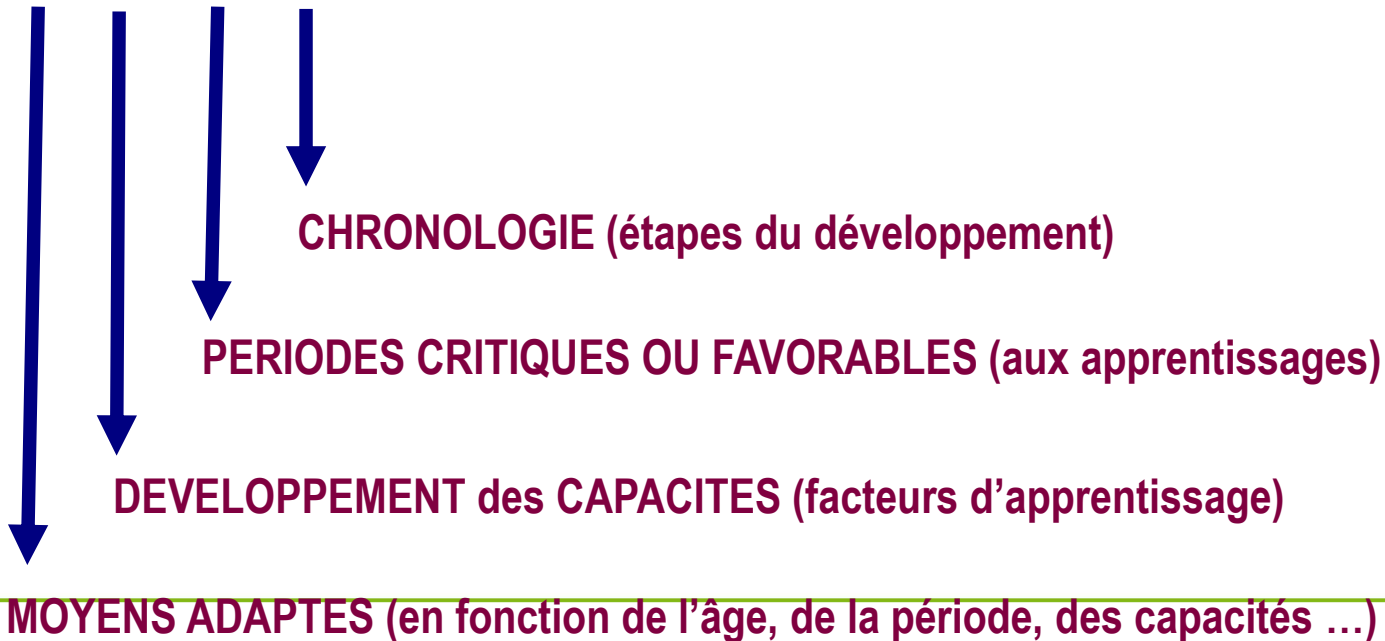 CHRONOLOGIE (étapes du développement)
PERIODES CRITIQUES OU FAVORABLES (aux apprentissages)
DEVELOPPEMENT des CAPACITES (facteurs d’apprentissage)
MOYENS ADAPTES (en fonction de l’âge, de la période, des capacités …)